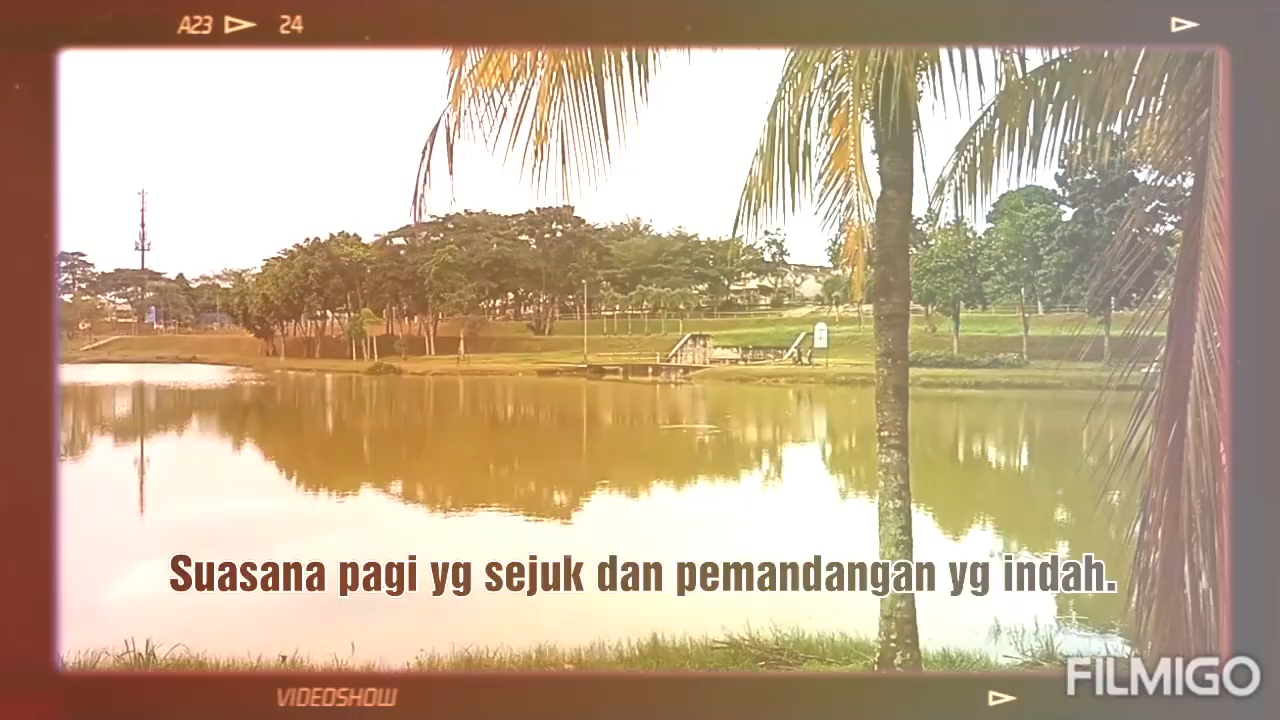 A23 24
Suasana pagi yg sejuk dan pemandangan yg indah.
FILMIGO
VIDEOSHOW